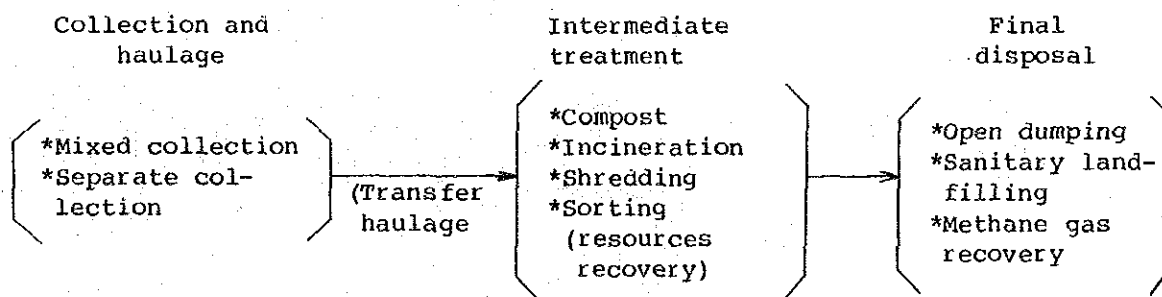 Collection and
haulage
*Mixed collection
*Separate col-
lection
(Transfer
haulage
Intermediate
treatment
*Compost
*Incineration
*Shredding
*Sorting
(resources
recovery)
Final
disposal
*Open dumping
*Sanitary land-
filling
*Methane gas
recovery